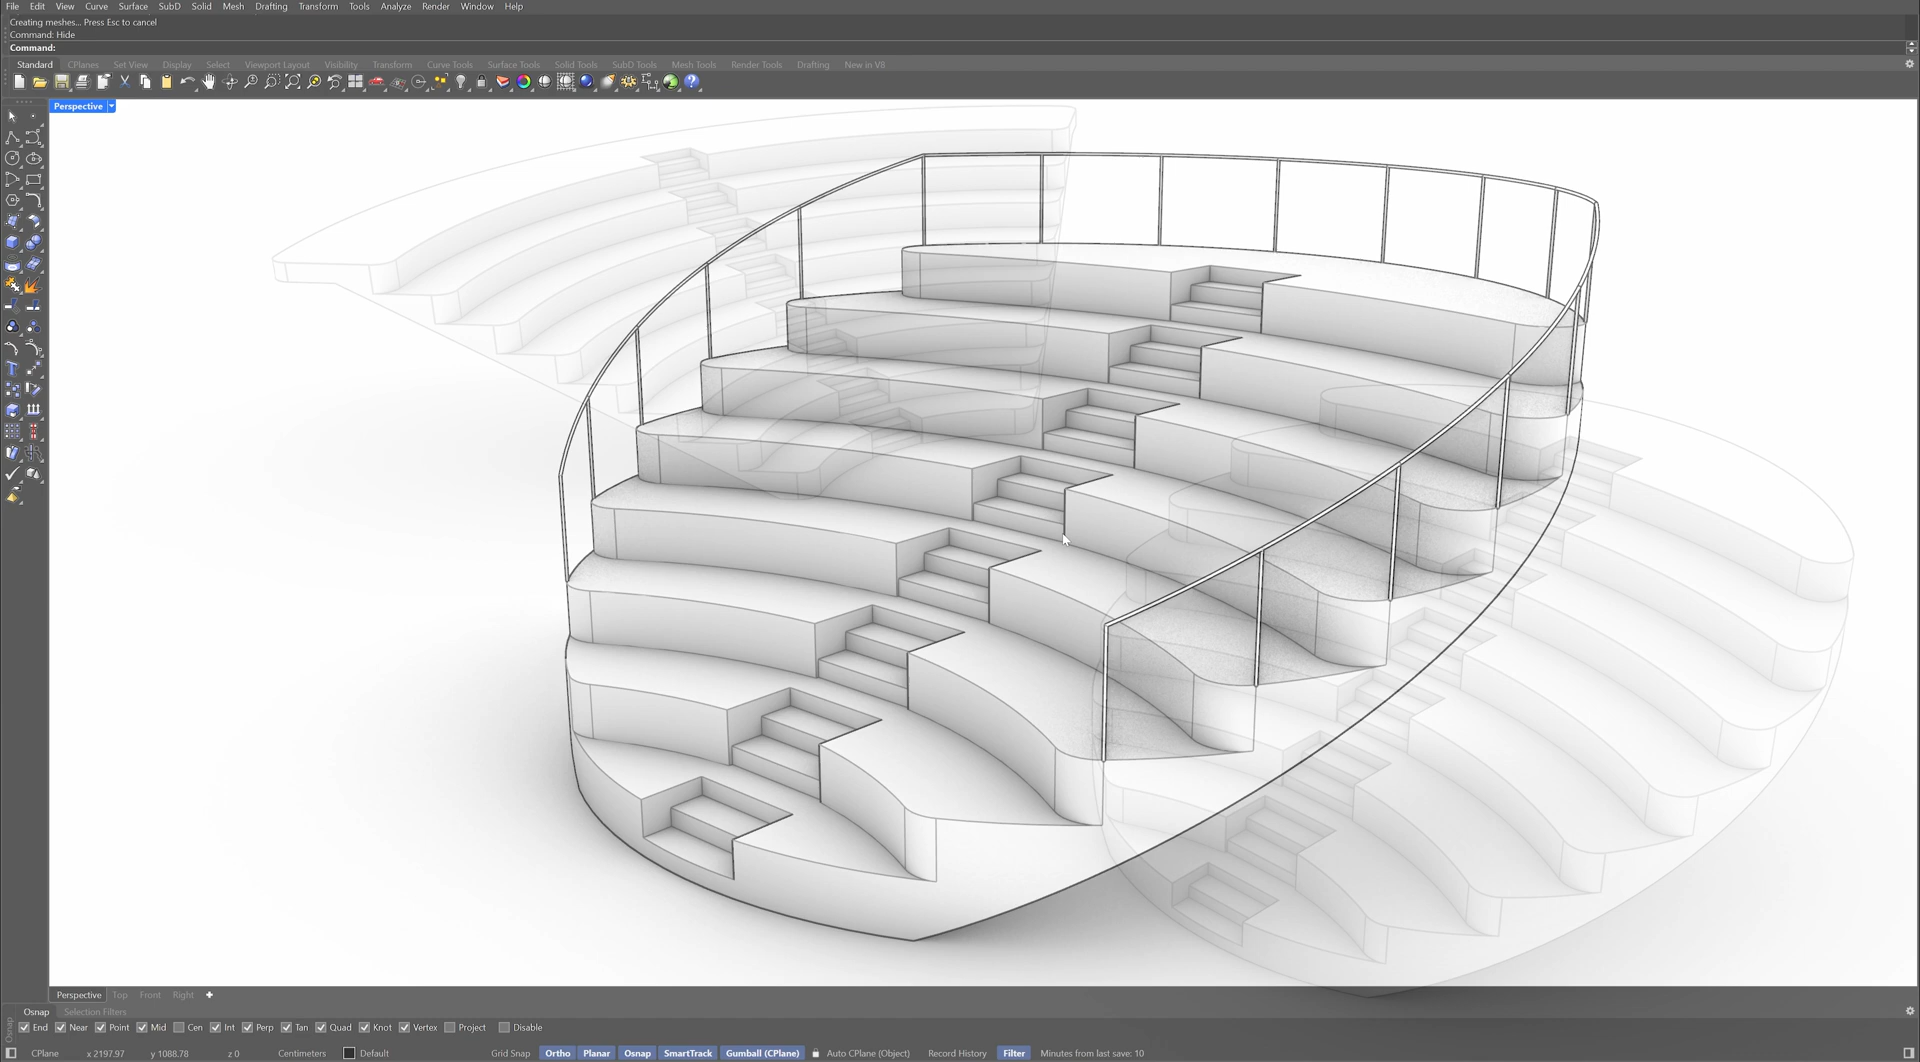 File Edit View Curve Surface SubD Solid Mesh Drafting Transform Tools Analyze Render Window Help
Creating meshes... Press Esc to cancel
Command: Hide
Command:
Standard CPlanes Set View Display Select Viewport Layout Visibility Transform Curve Tools Surface Tools Solid Tools SubD Tools Mesh Tools Render Tools Drafting New in V8
Perspective
Perspective Top Front Right
Osnap Selection Filters
Osnap
End Near Point Mid Cen Int Perp Tan Quad Knot Vertex Project Disable
CPlane x 2197.97 y 1088.78 z 0 Centimeters Default Grid Snap Ortho Planar Osnap SmartTrack Gumball (CPlane) Auto CPlane (Object) Record History Filter Minutes from last save: 10